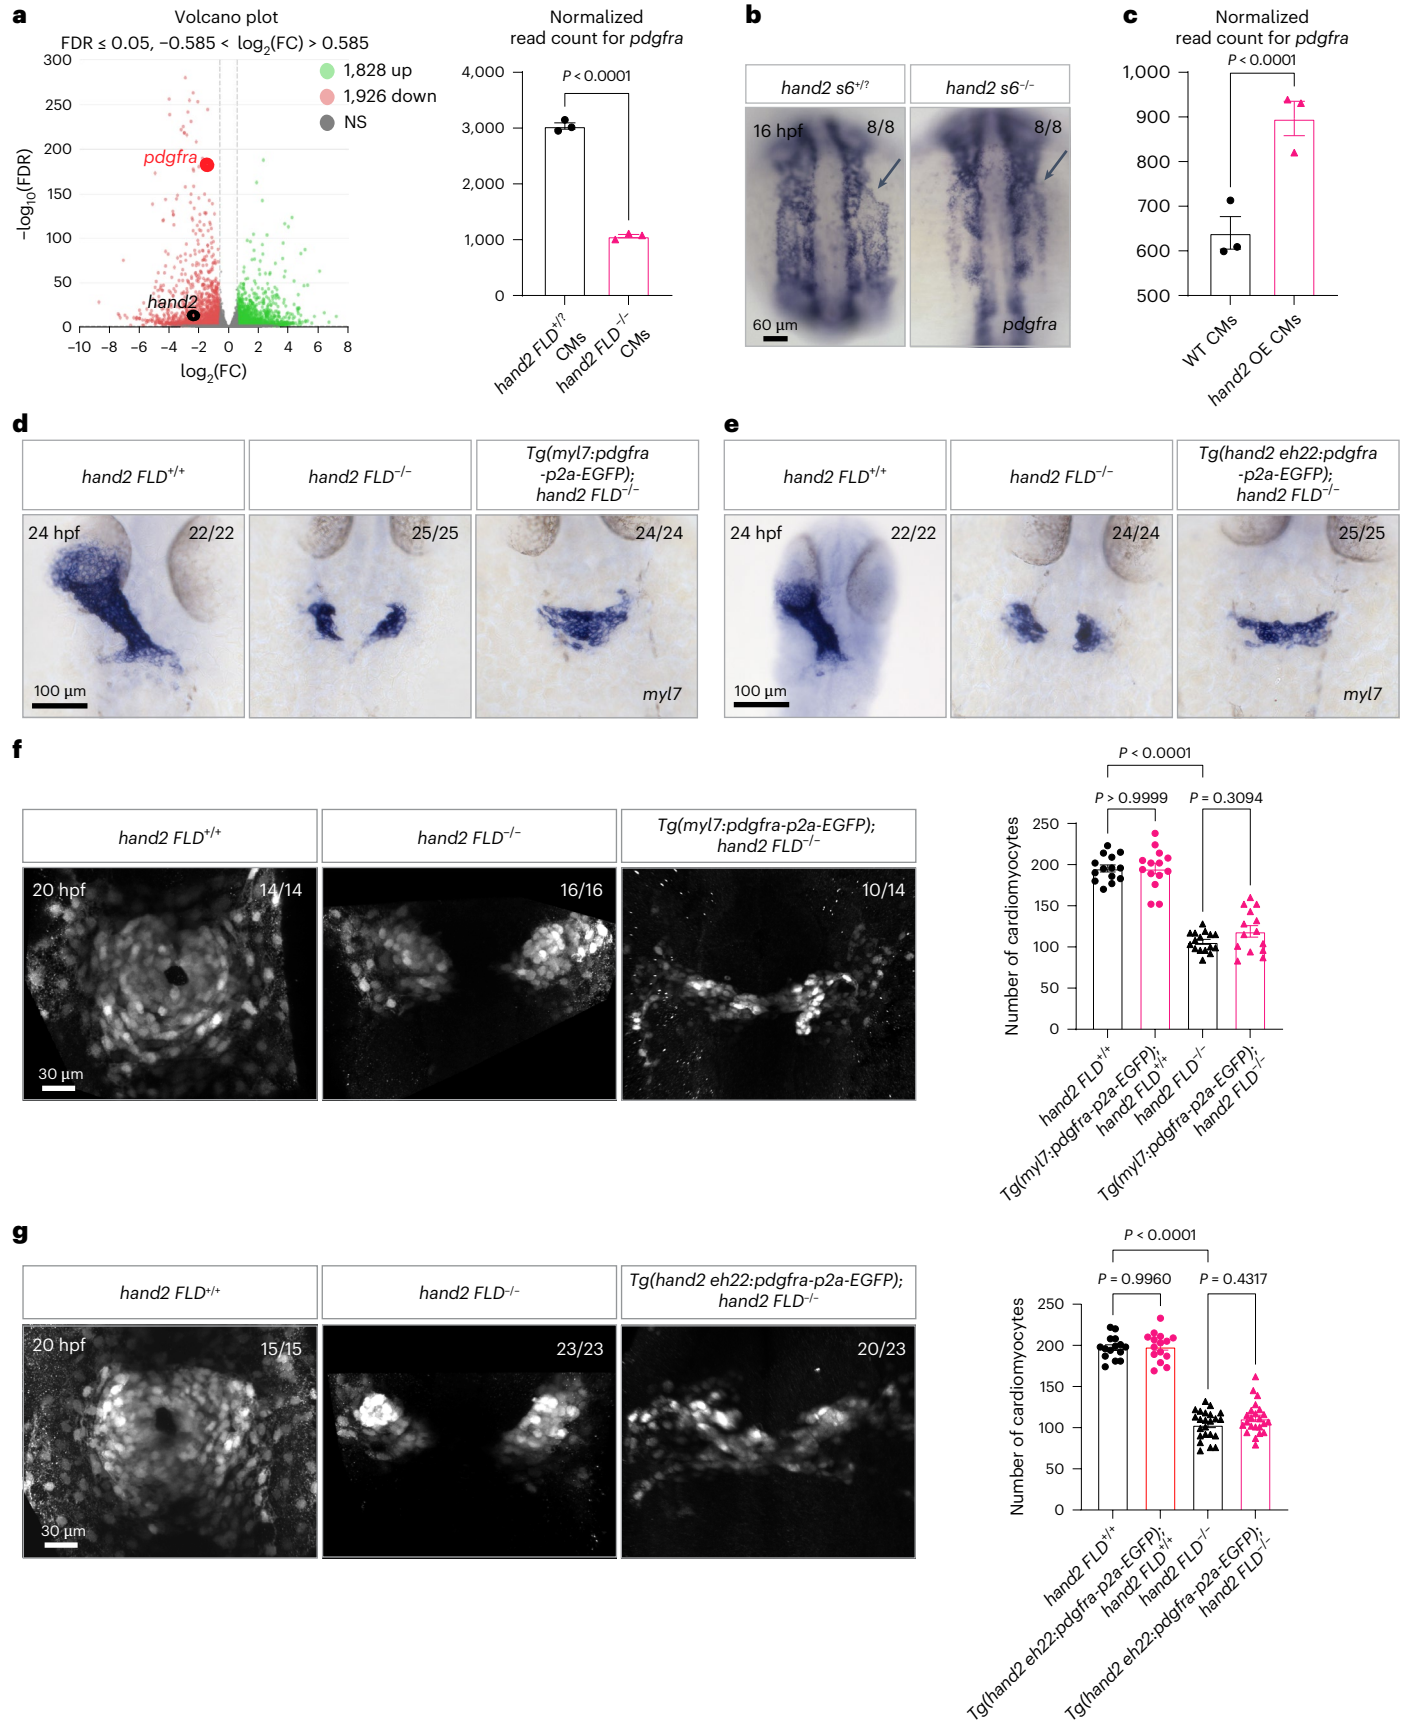 a
Volcano plot
FDR ≤ 0.05, −0.585 < log2(FC) > 0.585
1,828 up
1,926 down
NS
pdgfra
hand2
−log10(FDR)
300
250
200
150
100
50
0
−10 −8 −6 −4 −2 0 2 4 6 8
log2(FC)
Normalized
read count for pdgfra
P < 0.0001
4,000
3,000
2,000
1,000
0
hand2 FLD+/?
CMs
hand2 FLD−/−
CMs
b
hand2 s6+/?
hand2 s6−/−
16 hpf
8/8
8/8
60 µm
pdgfra
c
Normalized
read count for pdgfra
P < 0.0001
1,000
900
800
700
600
500
WT CMs
hand2 OE CMs
d
hand2 FLD+/+
hand2 FLD−/−
Tg(myl7:pdgfra
-p2a-EGFP);
hand2 FLD−/−
24 hpf
22/22
25/25
24/24
100 µm
myl7
e
hand2 FLD+/+
hand2 FLD−/−
Tg(hand2 eh22:pdgfra
-p2a-EGFP);
hand2 FLD−/−
24 hpf
22/22
24/24
25/25
100 µm
myl7
f
hand2 FLD+/+
hand2 FLD−/−
Tg(myl7:pdgfra-p2a-EGFP);
hand2 FLD−/−
20 hpf
14/14
16/16
10/14
30 µm
P < 0.0001
P > 0.9999
P = 0.3094
Number of cardiomyocytes
250
200
150
100
50
0
hand2 FLD+/+
Tg(myl7:pdgfra-p2a-EGFP);
hand2 FLD+/+
hand2 FLD−/−
Tg(myl7:pdgfra-p2a-EGFP);
hand2 FLD−/−
g
hand2 FLD+/+
hand2 FLD−/−
Tg(hand2 eh22:pdgfra-p2a-EGFP);
hand2 FLD−/−
20 hpf
15/15
23/23
20/23
30 µm
P < 0.0001
P = 0.9960
P = 0.4317
Number of cardiomyocytes
250
200
150
100
50
0
hand2 FLD+/+
Tg(hand2 eh22:pdgfra-p2a-EGFP);
hand2 FLD+/+
hand2 FLD−/−
Tg(hand2 eh22:pdgfra-p2a-EGFP);
hand2 FLD−/−